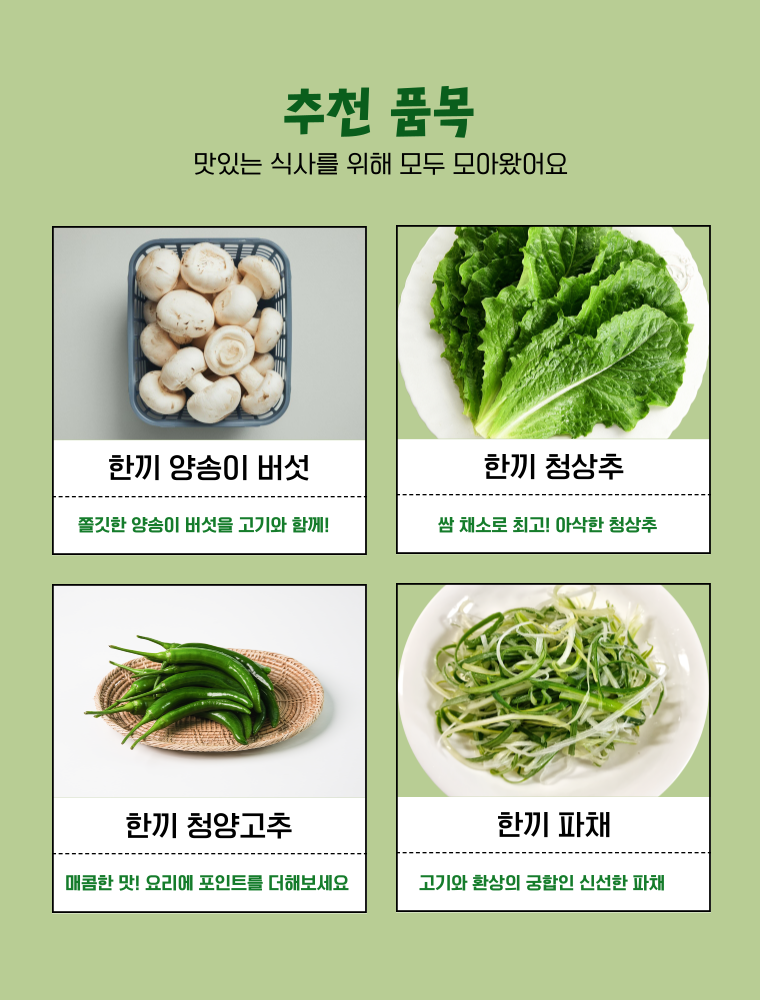 추천 품목
맛있는 식사를 위해 모두 모아왔어요
한끼 양송이 버섯
쫄깃한 양송이 버섯을 고기와 함께!
한끼 청상추
쌈 채소로 최고! 아삭한 청상추
한끼 청양고추
매콤한 맛! 요리에 포인트를 더해보세요
한끼 파채
고기와 환상의 궁합인 신선한 파채